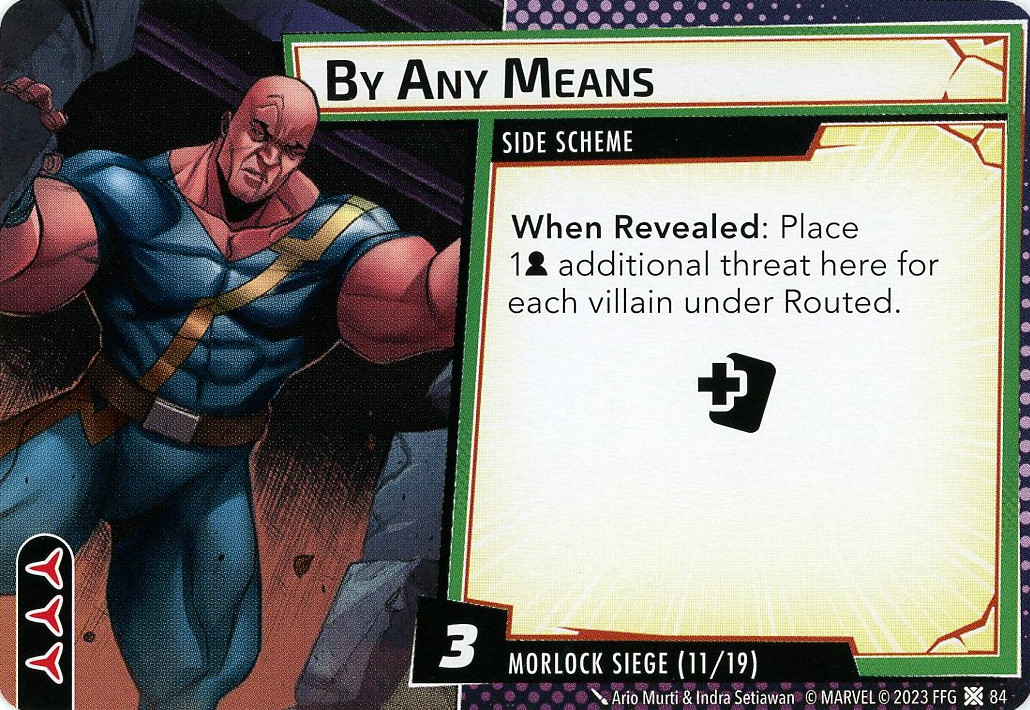 By Any Means
SIDE SCHEME
When Revealed: Place
1 additional threat here for
each villain under Routed.
3
MORLOCK SIEGE (11/19)
Ario Murti & Indra Setiawan © MARVEL © 2023 FFG 84